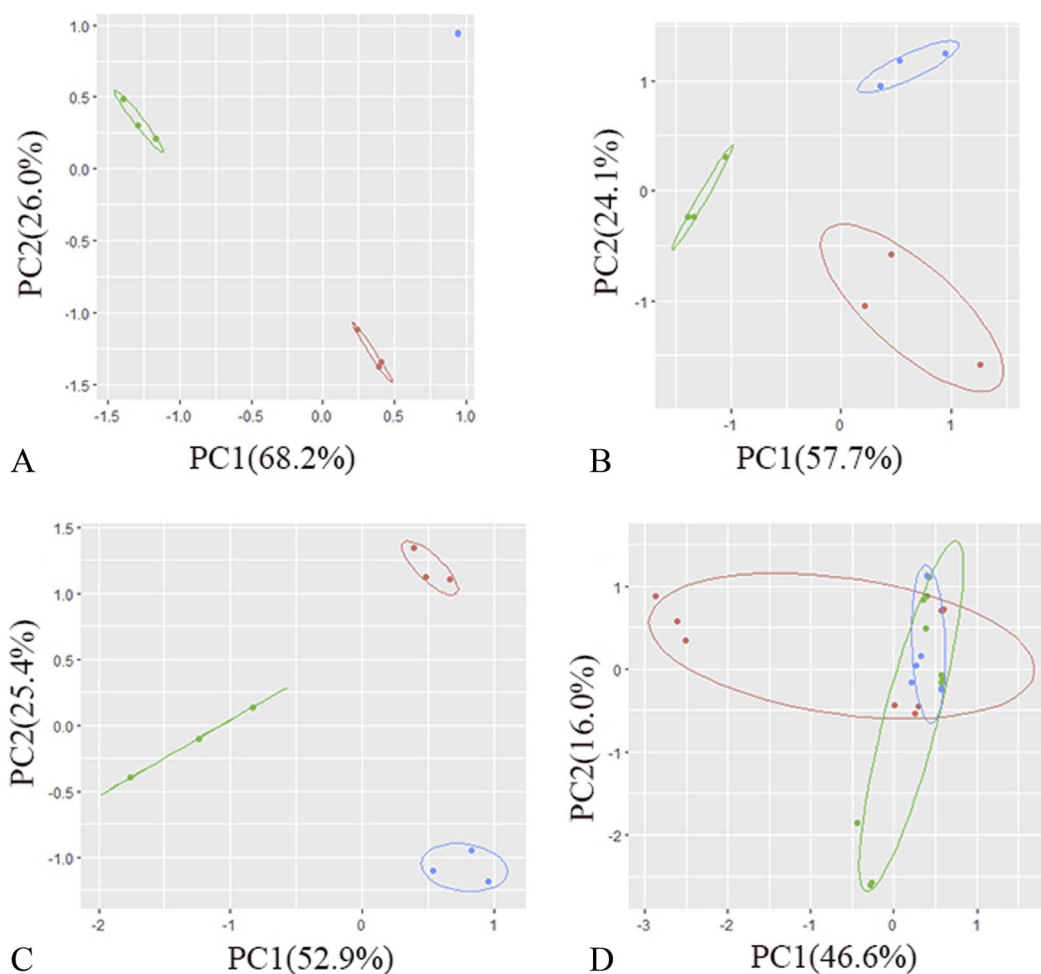 1.0
0.5
0.0
-0.5
-1.0
-1.5
PC2(26.0%)
-1.5 -1.0 -0.5 0.0 0.5 1.0
A PC1(68.2%)
1
0
-1
PC2(24.1%)
-1 0 1
B PC1(57.7%)
1.5
1.0
0.5
0.0
-0.5
-1.0
PC2(25.4%)
-2 -1 0 1
C PC1(52.9%)
1
0
-1
-2
PC2(16.0%)
-3 -2 -1 0 1
D PC1(46.6%)